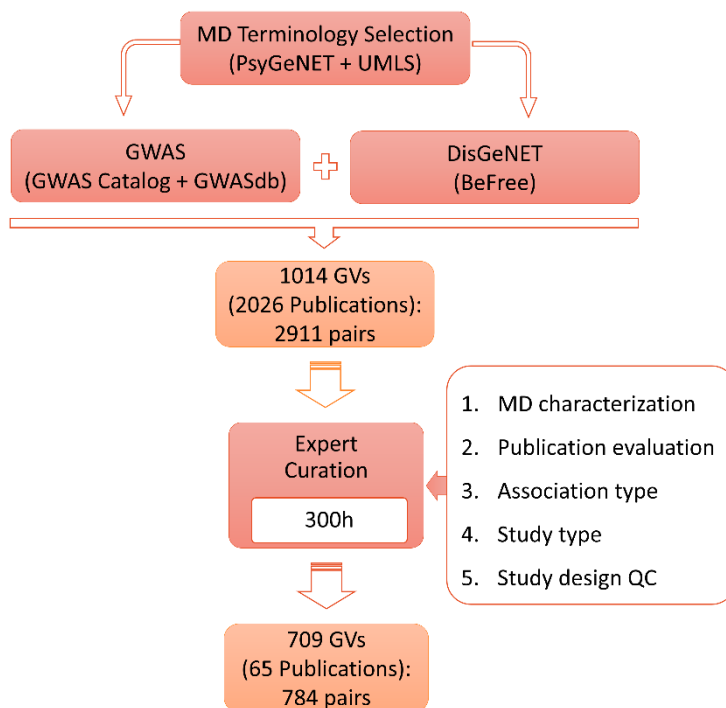 MD Terminology Selection
(PsyGeNET + UMLS)
GWAS
(GWAS Catalog + GWASdb)
DisGeNET
(BeFree)
1014 GVs
(2026 Publications):
2911 pairs
Expert
Curation
300h
1. MD characterization
2. Publication evaluation
3. Association type
4. Study type
5. Study design QC
709 GVs
(65 Publications):
784 pairs